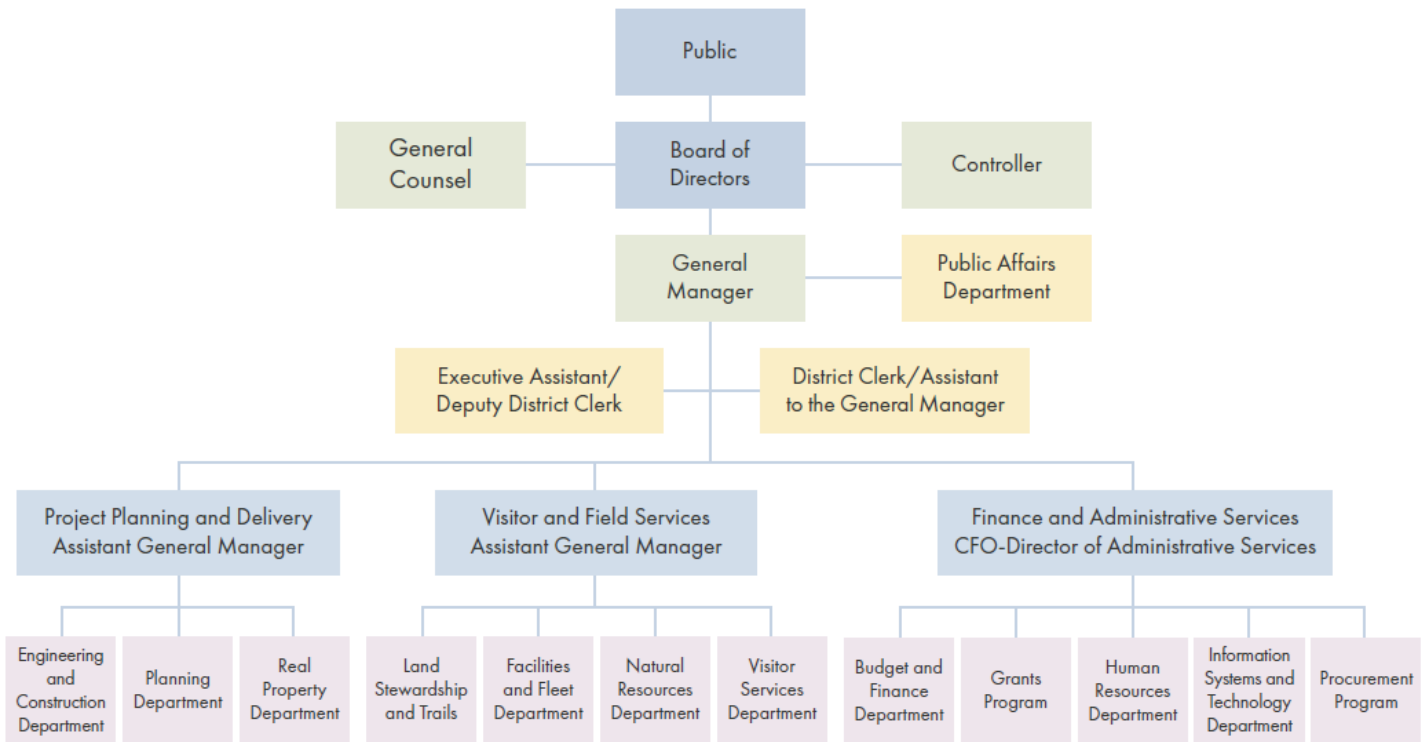 Public
General
Counsel
Board of
Directors
Controller
General
Manager
Public Affairs
Department
Executive Assistant/
Deputy District Clerk
District Clerk/Assistant
to the General Manager
Project Planning and Delivery
Assistant General Manager
Visitor and Field Services
Assistant General Manager
Finance and Administrative Services
CFO-Director of Administrative Services
Engineering
and
Construction
Department
Planning
Department
Real
Property
Department
Land
Stewardship
and Trails
Facilities
and Fleet
Department
Natural
Resources
Department
Visitor
Services
Department
Budget and
Finance
Department
Grants
Program
Human
Resources
Department
Information
Systems and
Technology
Department
Procurement
Program